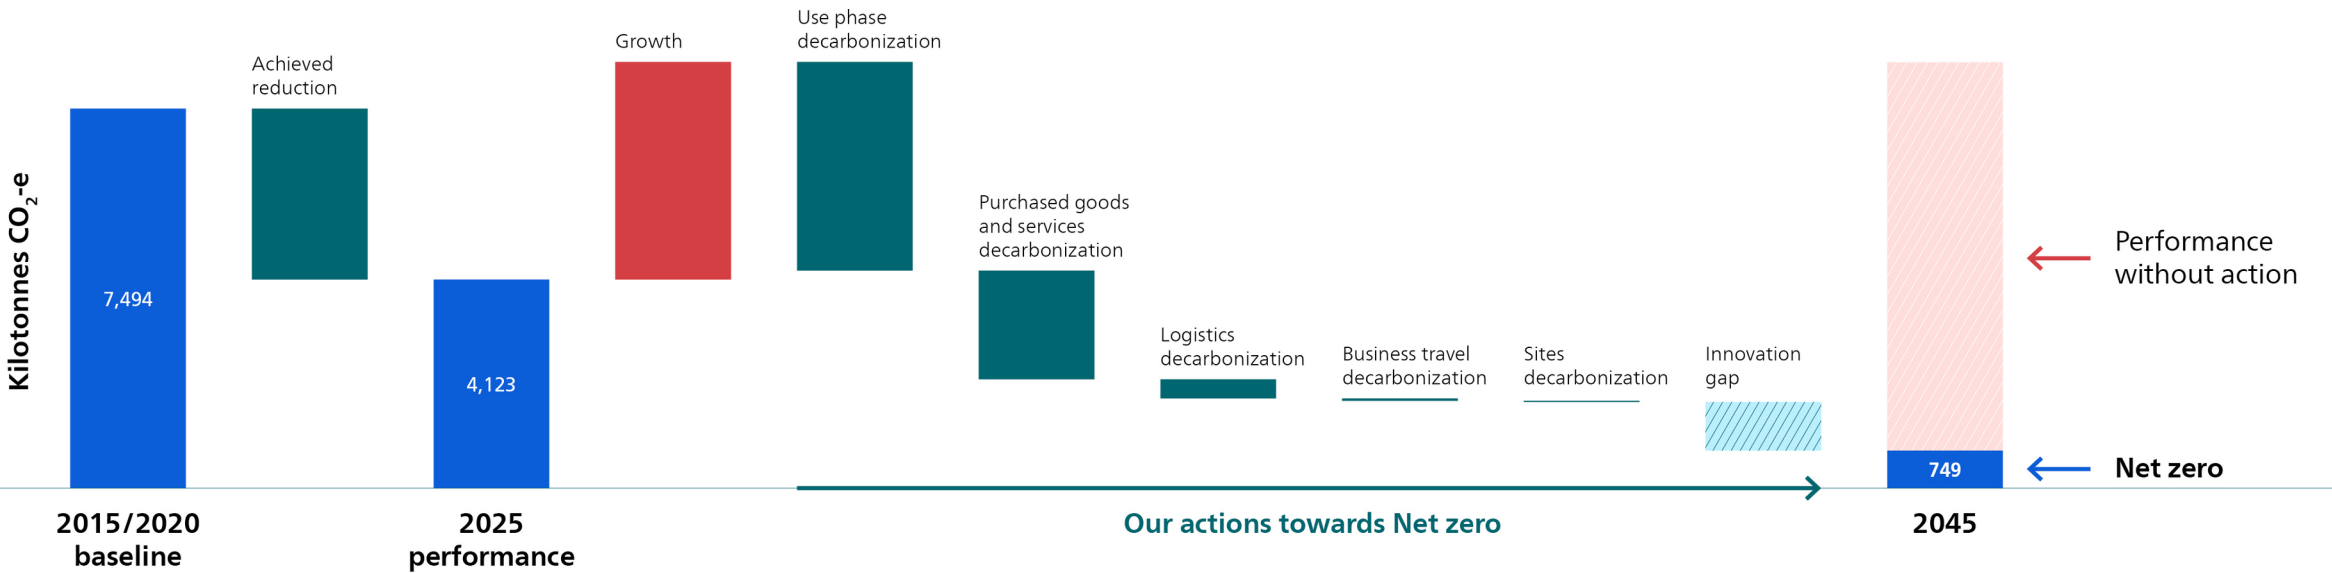 Kilotonnes CO₂-e
7,494
2015/2020
baseline
Achieved
reduction
4,123
2025
performance
Growth
Use phase
decarbonization
Purchased goods
and services
decarbonization
Logistics
decarbonization
Business travel
decarbonization
Sites
decarbonization
Innovation
gap
Our actions towards Net zero
749
2045
Performance
without action
Net zero